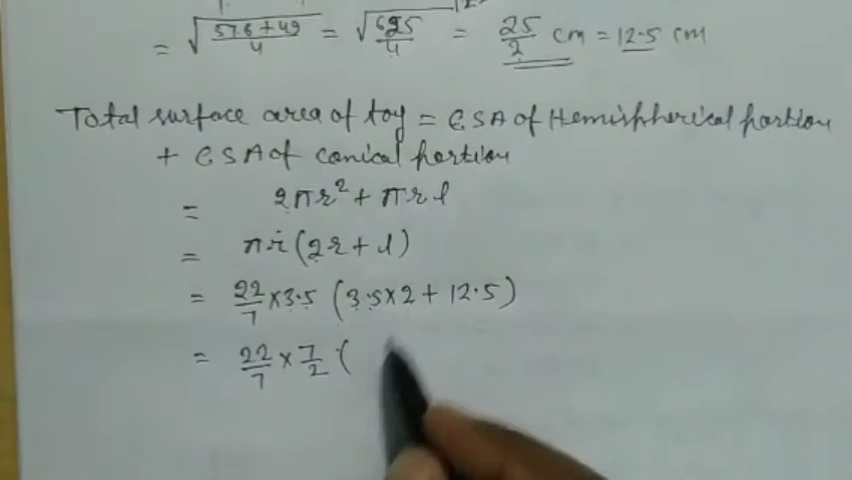 = √(576+49)/4 = √625/4 = 25/2 cm = 12.5 cm
Total surface area of toy = CSA of Hemispherical portion
+ CSA of conical portion
= 2πr² + πrl
= πr(2r+l)
= 22/7 × 3.5 (3.5×2 + 12.5)
= 22/7 × 7/2 (